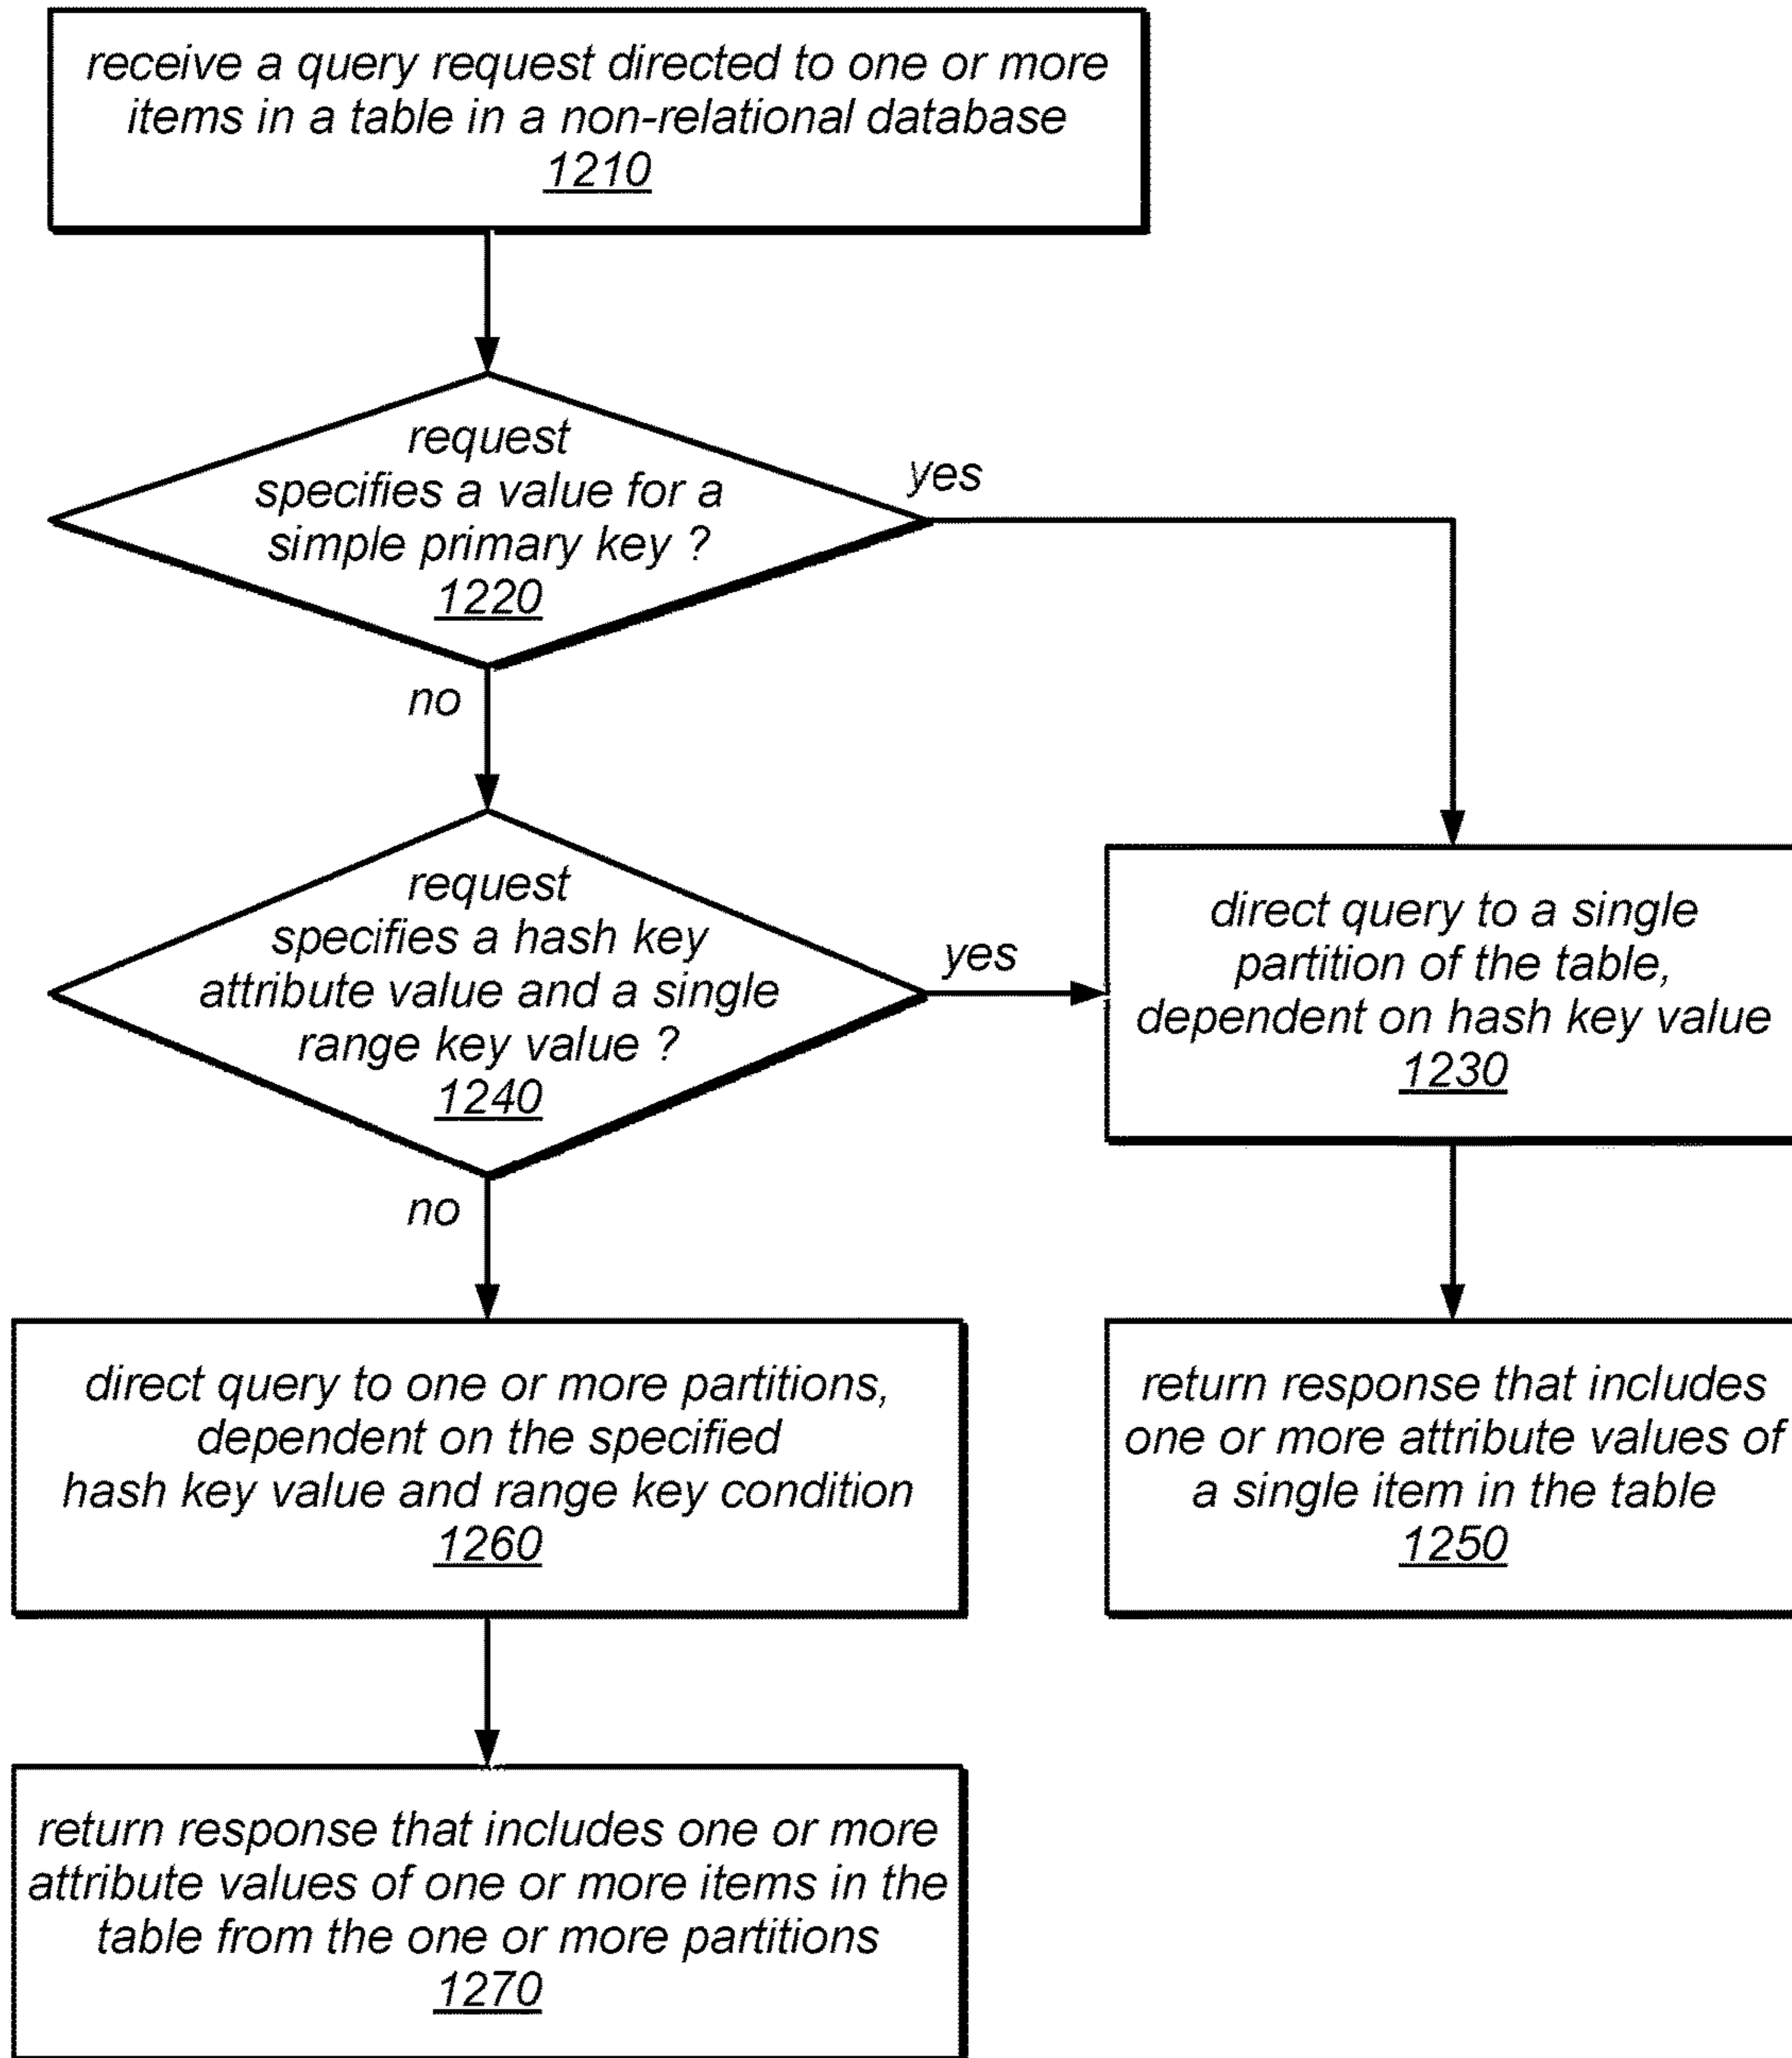 receive a query request directed to one or more
items in a table in a non-relational database
1210
request
specifies a value for a
simple primary key ?
1220
yes
no
request
specifies a hash key
attribute value and a single
range key value ?
1240
yes
no
direct query to a single
partition of the table,
dependent on hash key value
1230
direct query to one or more partitions,
dependent on the specified
hash key value and range key condition
1260
return response that includes
one or more attribute values of
a single item in the table
1250
return response that includes one or more
attribute values of one or more items in the
table from the one or more partitions
1270